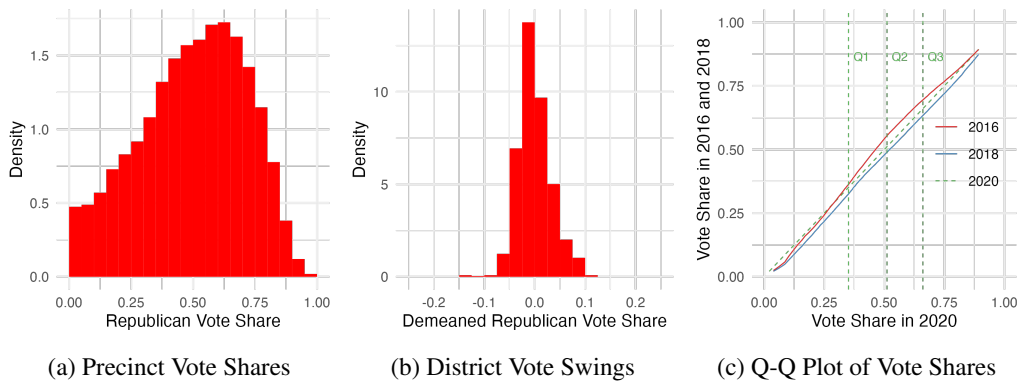 Density
1.5
1.0
0.5
0.0
0.00
0.25
0.50
0.75
1.00
Republican Vote Share
(a) Precinct Vote Shares
Density
10
5
0
-0.2
-0.1
0.0
0.1
0.2
Demeaned Republican Vote Share
(b) District Vote Swings
Vote Share in 2016 and 2018
1.00
0.75
0.50
0.25
0.00
Q1
Q2
Q3
2016
2018
2020
0.00
0.25
0.50
0.75
1.00
Vote Share in 2020
(c) Q-Q Plot of Vote Shares